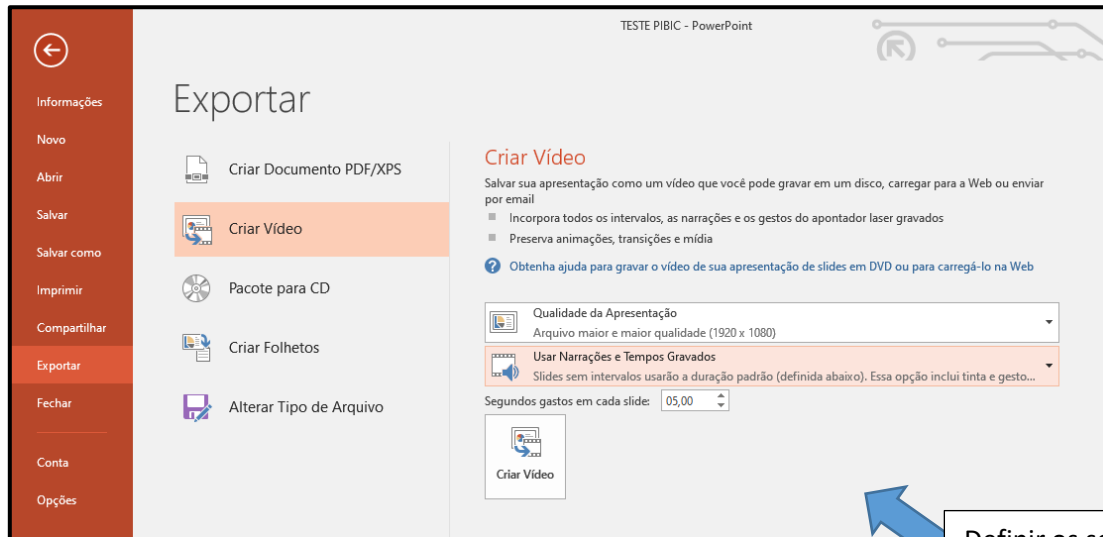 TESTE PIBIC - PowerPoint
Informações
Novo
Abrir
Salvar
Salvar como
Imprimir
Compartilhar
Exportar
Fechar
Conta
Opções
Exportar
Criar Documento PDF/XPS
Criar Vídeo
Pacote para CD
Criar Folhetos
Alterar Tipo de Arquivo
Criar Vídeo
Salvar sua apresentação como um vídeo que você pode gravar em um disco, carregar para a Web ou enviar
por email
Incorpora todos os intervalos, as narrações e os gestos do apontador laser gravados
Preserva animações, transições e mídia
Obtenha ajuda para gravar o vídeo de sua apresentação de slides em DVD ou para carregá-lo na Web
Qualidade da Apresentação
Arquivo maior e maior qualidade (1920 x 1080)
Usar Narrações e Tempos Gravados
Slides sem intervalos usarão a duração padrão (definida abaixo). Essa opção inclui tinta e gesto...
Segundos gastos em cada slide: 05,00
Criar Vídeo
Definir os